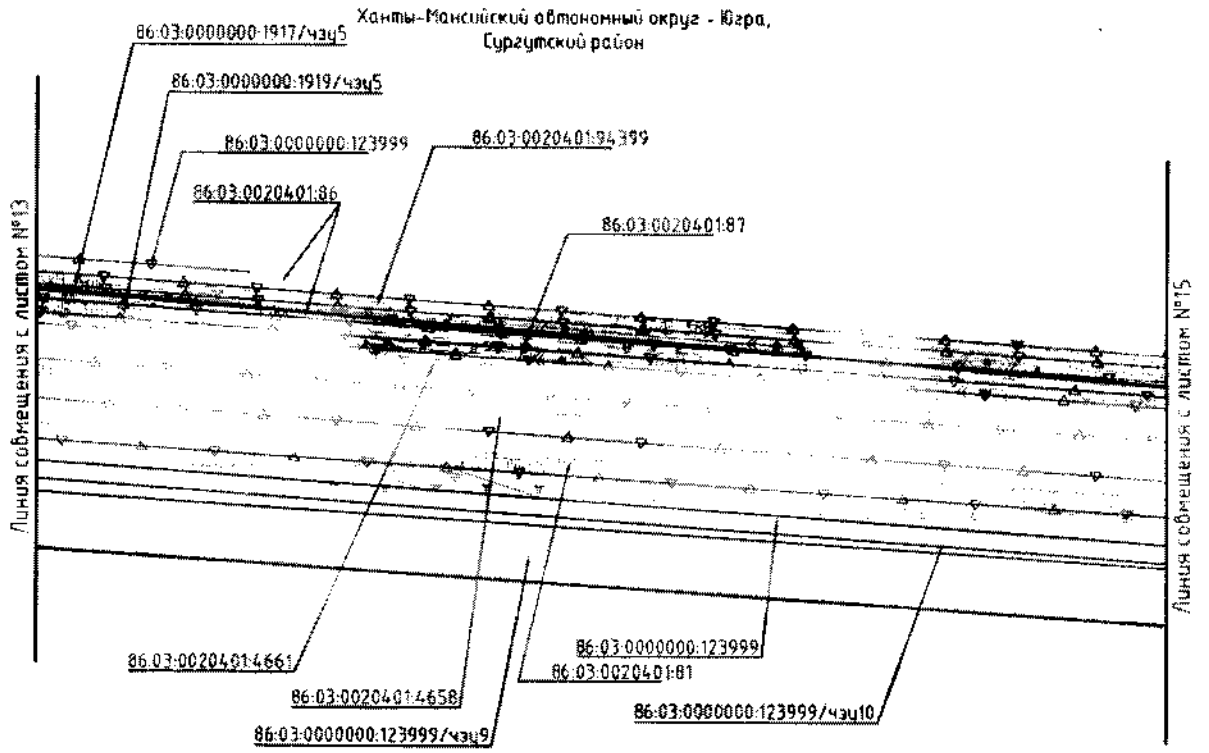 Ханты-Мансийский автономный округ - Югра,
Сургутский район
86:03:0000000:1917/чзу5
86:03:0000000:1919/чзу5
86:03:0000000:123999
86:03:0020401:94399
86:03:0020401:86
86:03:0020401:87
Линия совмещения с листом №13
Линия совмещения с листом №15
86:03:0000000:123999
86:03:0020401:4661
86:03:0020401:81
86:03:0020401:4658
86:03:0000000:123999/чзу10
86:03:0000000:123999/чзу9